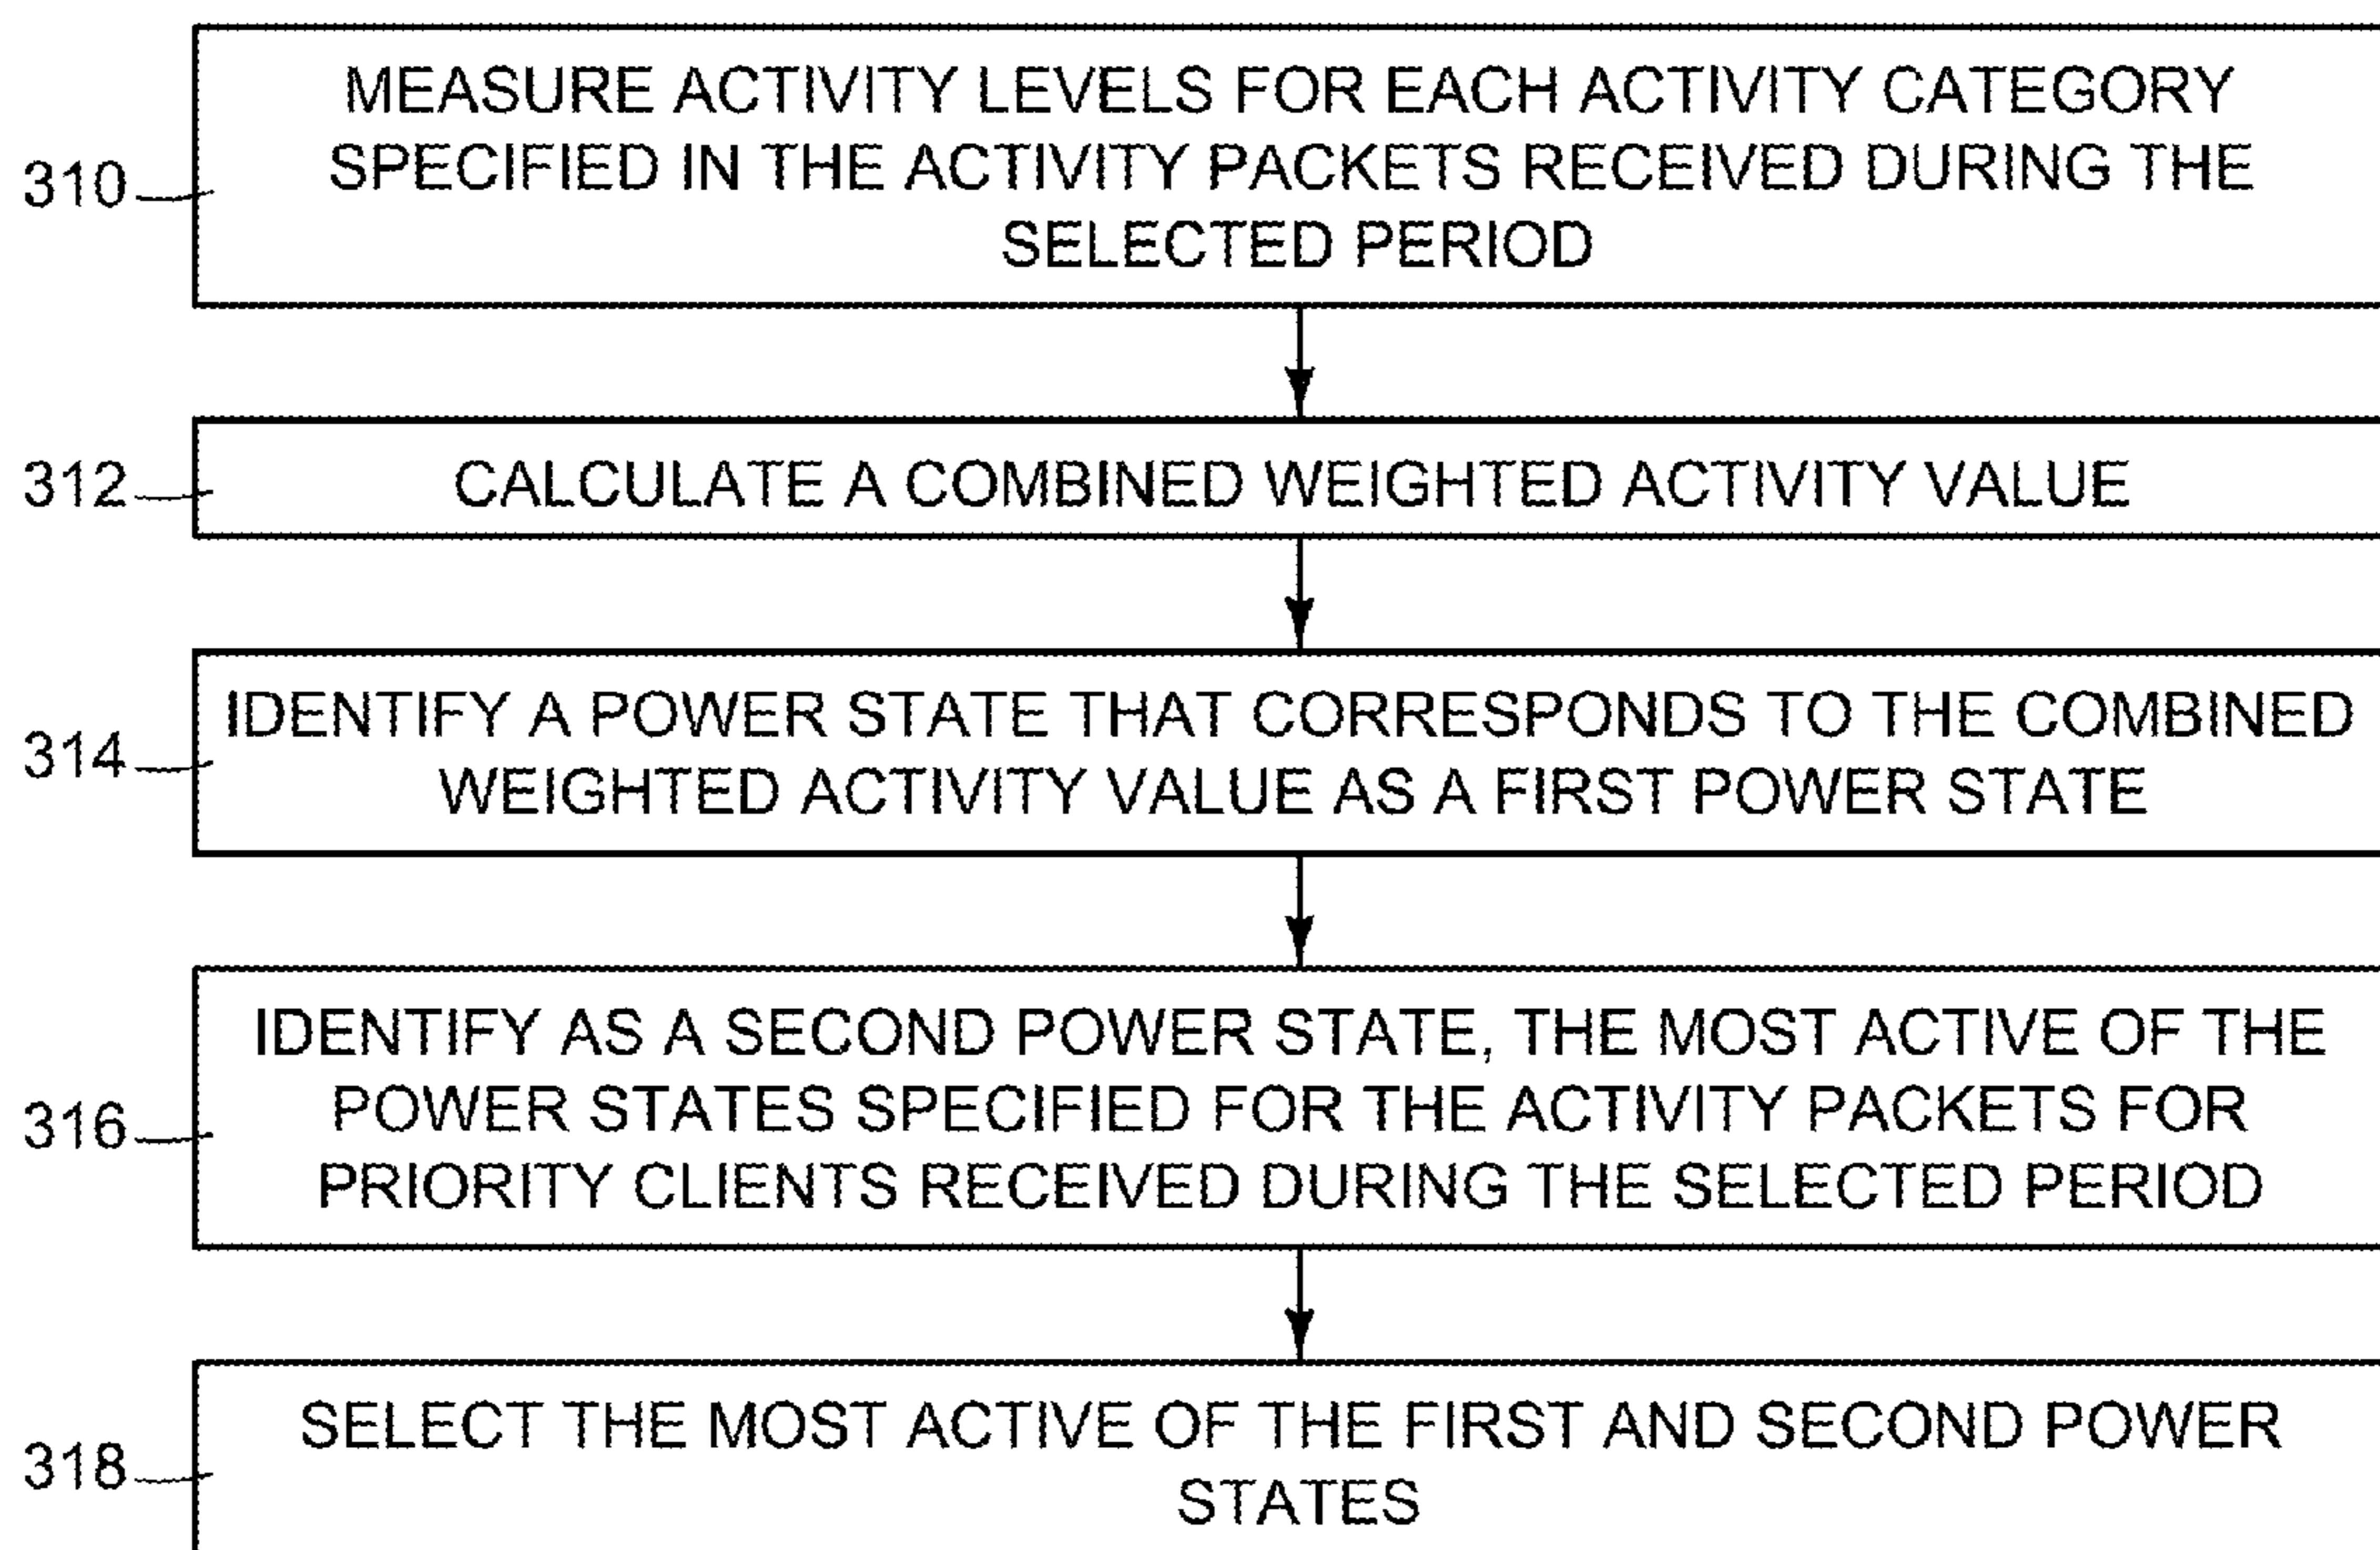 MEASURE ACTIVITY LEVELS FOR EACH ACTIVITY CATEGORY
SPECIFIED IN THE ACTIVITY PACKETS RECEIVED DURING THE
SELECTED PERIOD
310
CALCULATE A COMBINED WEIGHTED ACTIVITY VALUE
312
IDENTIFY A POWER STATE THAT CORRESPONDS TO THE COMBINED
WEIGHTED ACTIVITY VALUE AS A FIRST POWER STATE
314
IDENTIFY AS A SECOND POWER STATE, THE MOST ACTIVE OF THE
POWER STATES SPECIFIED FOR THE ACTIVITY PACKETS FOR
PRIORITY CLIENTS RECEIVED DURING THE SELECTED PERIOD
316
SELECT THE MOST ACTIVE OF THE FIRST AND SECOND POWER
STATES
318